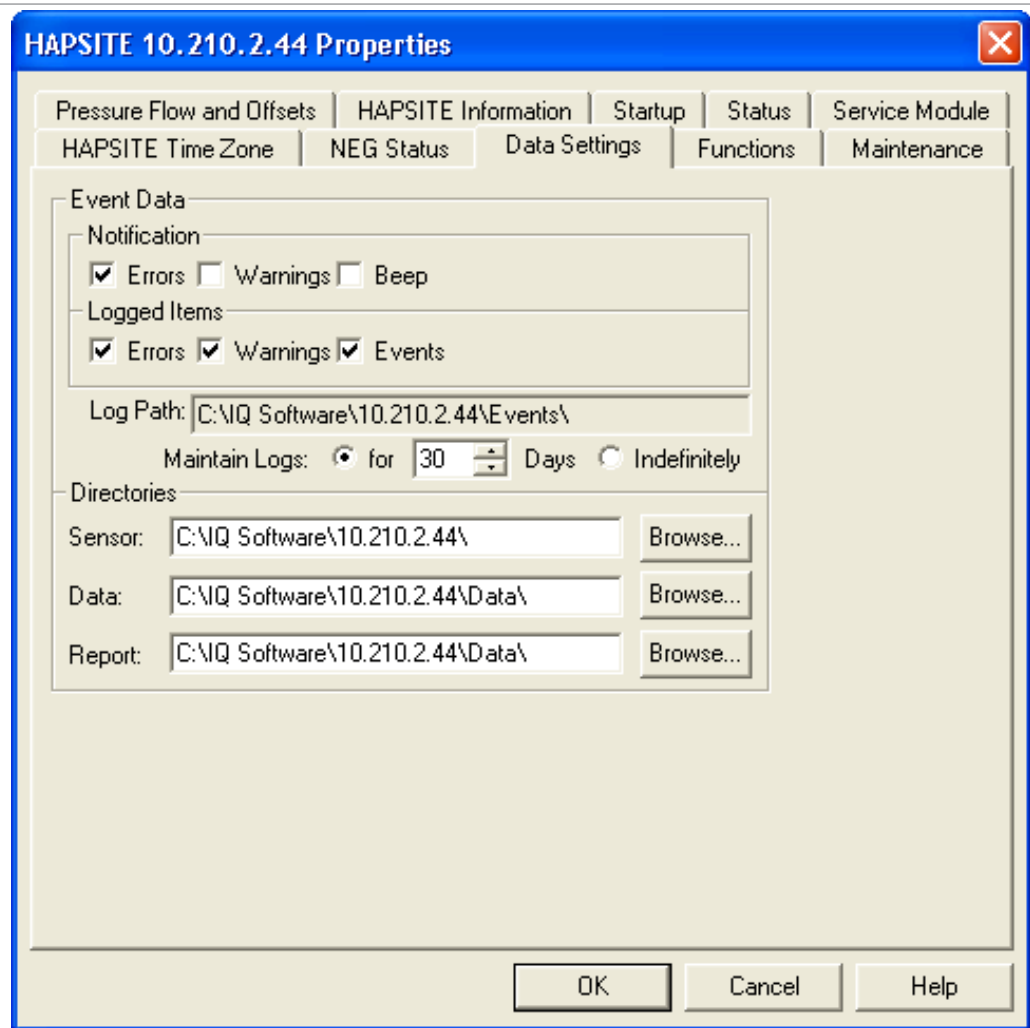 HAPSITE 10.210.2.44 Properties
Pressure Flow and Offsets HAPSITE Information Startup Status Service Module
HAPSITE Time Zone NEG Status Data Settings Functions Maintenance
Event Data
Notification
Errors Warnings Beep
Logged Items
Errors Warnings Events
Log Path: C:\IQ Software\10.210.2.44\Events\
Maintain Logs: for 30 Days Indefinitely
Directories
Sensor: C:\IQ Software\10.210.2.44\ Browse...
Data: C:\IQ Software\10.210.2.44\Data\ Browse...
Report: C:\IQ Software\10.210.2.44\Data\ Browse...
OK Cancel Help